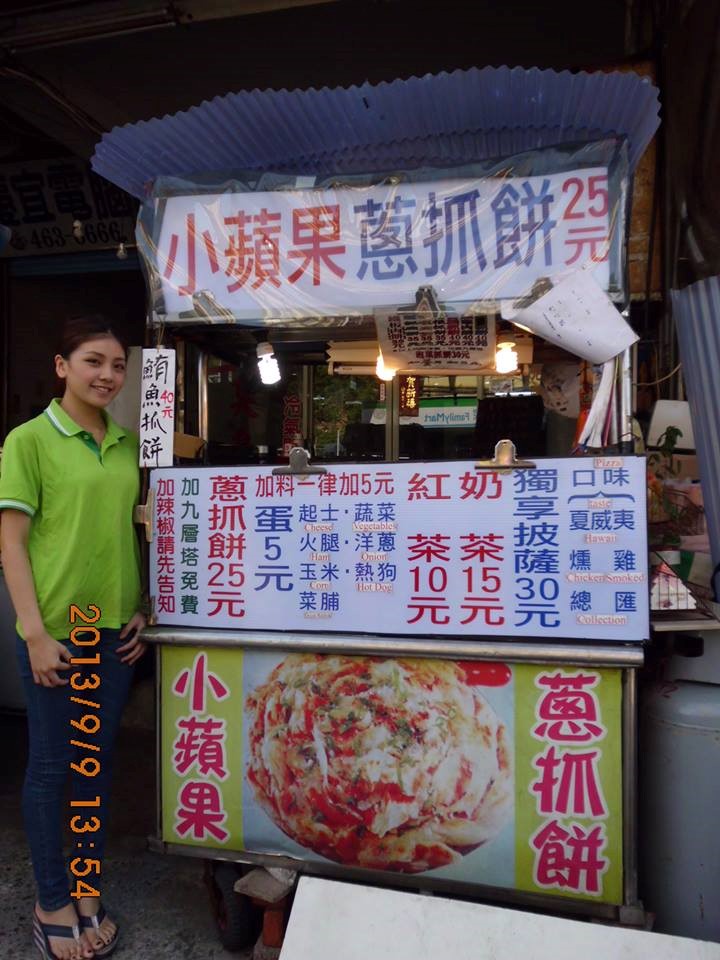 宜電腦
463-6666
小蘋果蔥抓餅25元
抓餅30元
賀新禧
FamilyMart
鮪魚抓餅
40元
加辣椒請先告知
加九層塔免費
蔥抓餅25元
加料一律加5元
蛋5元
起士·蔬菜
Cheese Vegetables
火腿·洋蔥
Ham Onion
玉米·熱狗
Corn Hot Dog
菜脯
紅茶10元
奶茶15元
獨享披薩30元
Pizza
口味
taste
夏威夷
Hawaii
燻雞
Chicken Smoked
總匯
Collection
小蘋果
蔥抓餅
2013/9/9 13:54